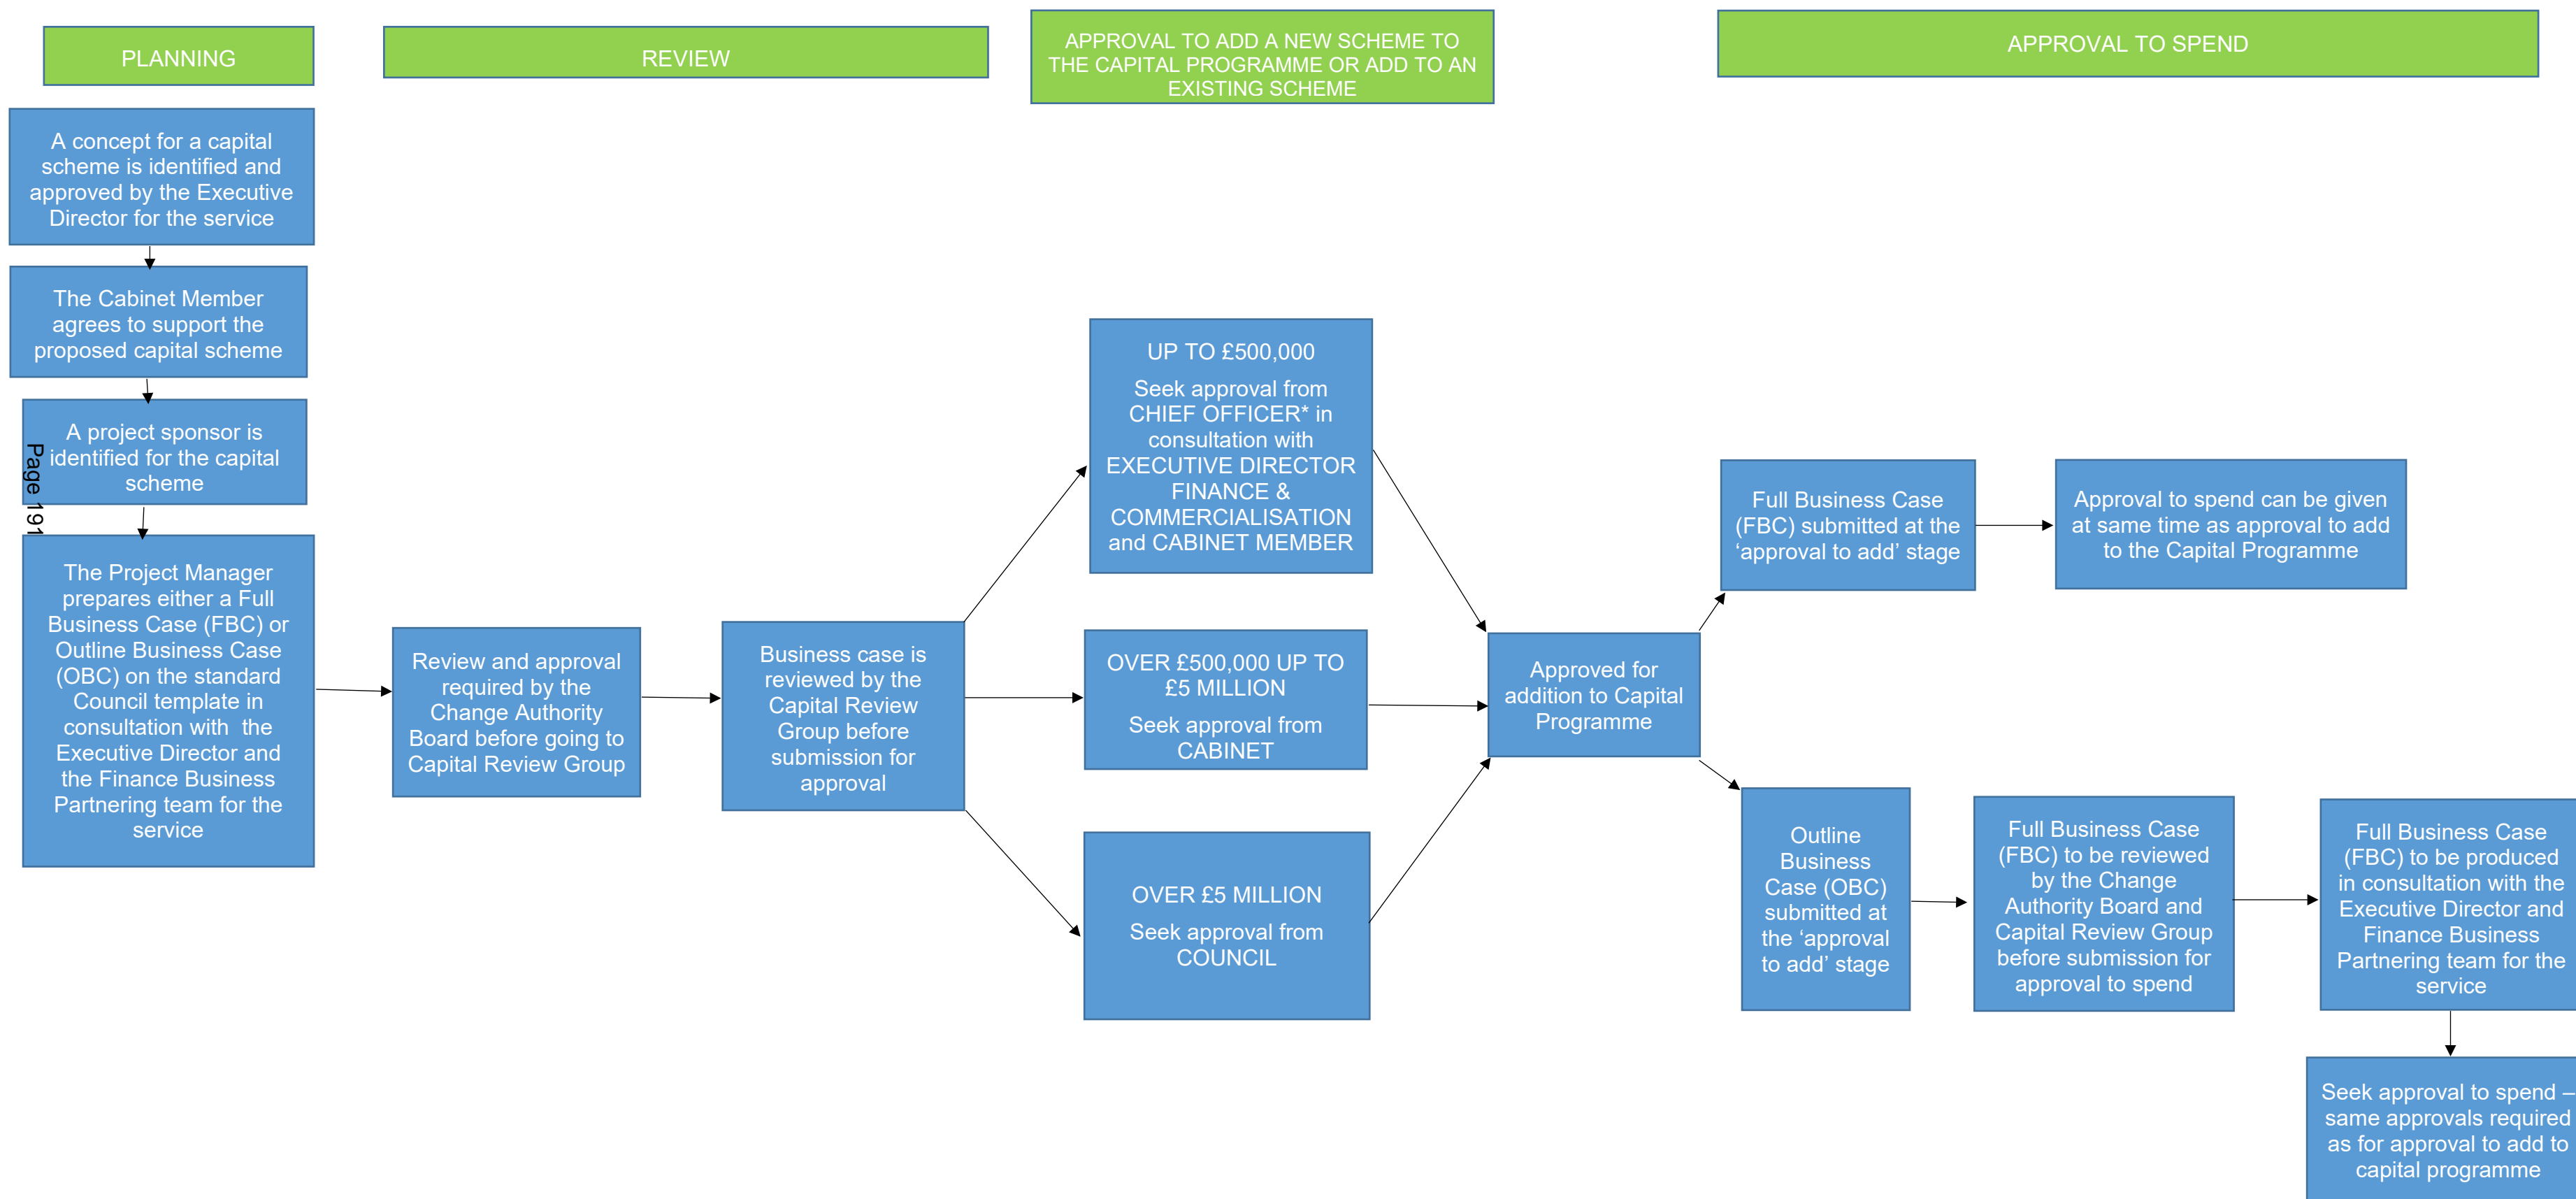 PLANNING
REVIEW
APPROVAL TO ADD A NEW SCHEME TO
THE CAPITAL PROGRAMME OR ADD TO AN
EXISTING SCHEME
APPROVAL TO SPEND
A concept for a capital
scheme is identified and
approved by the Executive
Director for the service
The Cabinet Member
agrees to support the
proposed capital scheme
A project sponsor is
identified for the capital
scheme
Page 191
The Project Manager
prepares either a Full
Business Case (FBC) or
Outline Business Case
(OBC) on the standard
Council template in
consultation with the
Executive Director and
the Finance Business
Partnering team for the
service
Review and approval
required by the
Change Authority
Board before going to
Capital Review Group
Business case is
reviewed by the
Capital Review
Group before
submission for
approval
UP TO £500,000
Seek approval from
CHIEF OFFICER* in
consultation with
EXECUTIVE DIRECTOR
FINANCE &
COMMERCIALISATION
and CABINET MEMBER
OVER £500,000 UP TO
£5 MILLION
Seek approval from
CABINET
OVER £5 MILLION
Seek approval from
COUNCIL
Approved for
addition to Capital
Programme
Full Business Case
(FBC) submitted at the
‘approval to add’ stage
Approval to spend can be given
at same time as approval to add
to the Capital Programme
Outline
Business
Case (OBC)
submitted at
the ‘approval
to add’ stage
Full Business Case
(FBC) to be reviewed
by the Change
Authority Board and
Capital Review Group
before submission for
approval to spend
Full Business Case
(FBC) to be produced
in consultation with the
Executive Director and
Finance Business
Partnering team for the
service
Seek approval to spend –
same approvals required
as for approval to add to
capital programme